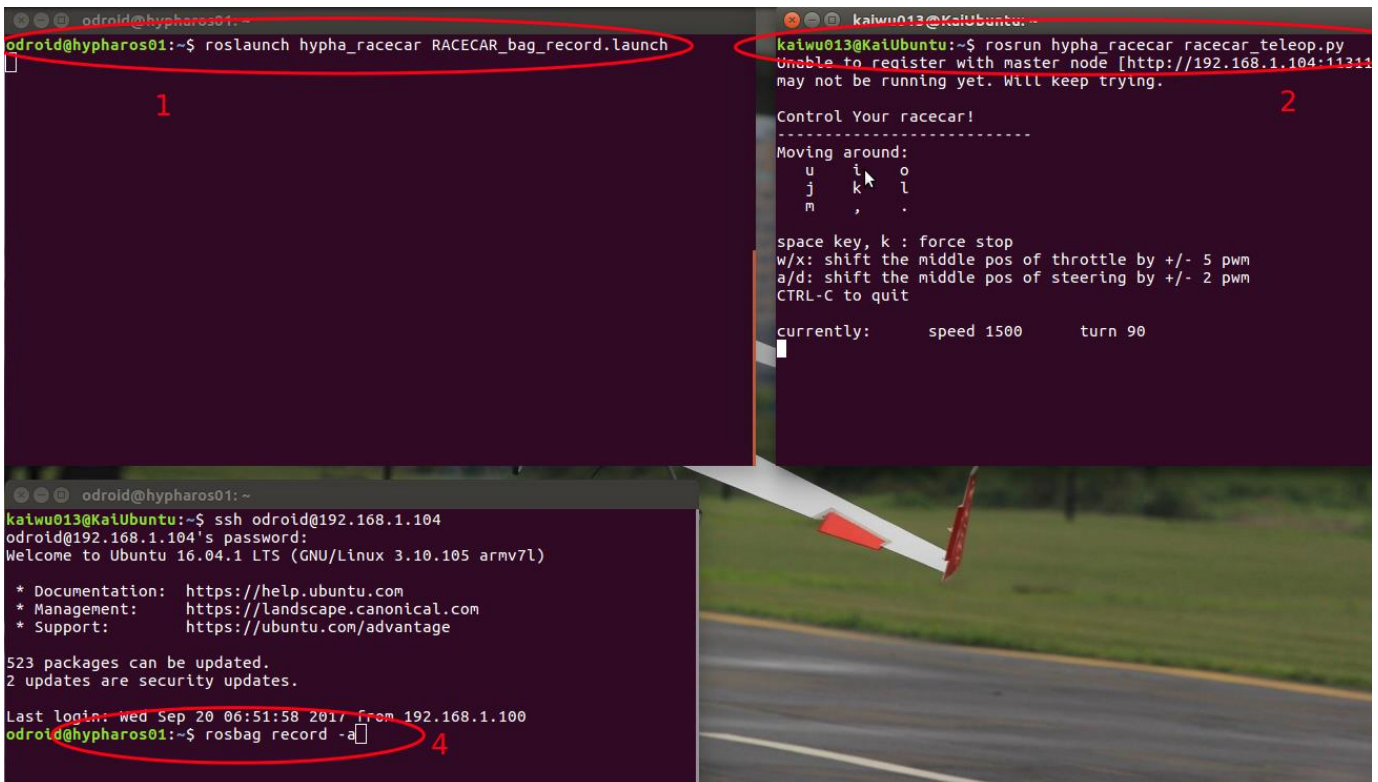 odroid@hypharos01: ~
odroid@hypharos01:~$ roslaunch hypha_racecar RACECAR_bag_record.launch
1
kaiwu013@KaiUbuntu: ~
kaiwu013@KaiUbuntu:~$ rosrun hypha_racecar racecar_teleop.py
Unable to register with master node [http://192.168.1.104:11311
may not be running yet. Will keep trying.
2
Control Your racecar!
---------------------------
Moving around:
u i o
j k l
m , .
space key, k : force stop
w/x: shift the middle pos of throttle by +/- 5 pwm
a/d: shift the middle pos of steering by +/- 2 pwm
CTRL-C to quit
currently: speed 1500 turn 90
odroid@hypharos01: ~
kaiwu013@KaiUbuntu:~$ ssh odroid@192.168.1.104
odroid@192.168.1.104's password:
Welcome to Ubuntu 16.04.1 LTS (GNU/Linux 3.10.105 armv7l)
* Documentation: https://help.ubuntu.com
* Management: https://landscape.canonical.com
* Support: https://ubuntu.com/advantage
523 packages can be updated.
2 updates are security updates.
Last login: Wed Sep 20 06:51:58 2017 from 192.168.1.100
odroid@hypharos01:~$ rosbag record -a
4